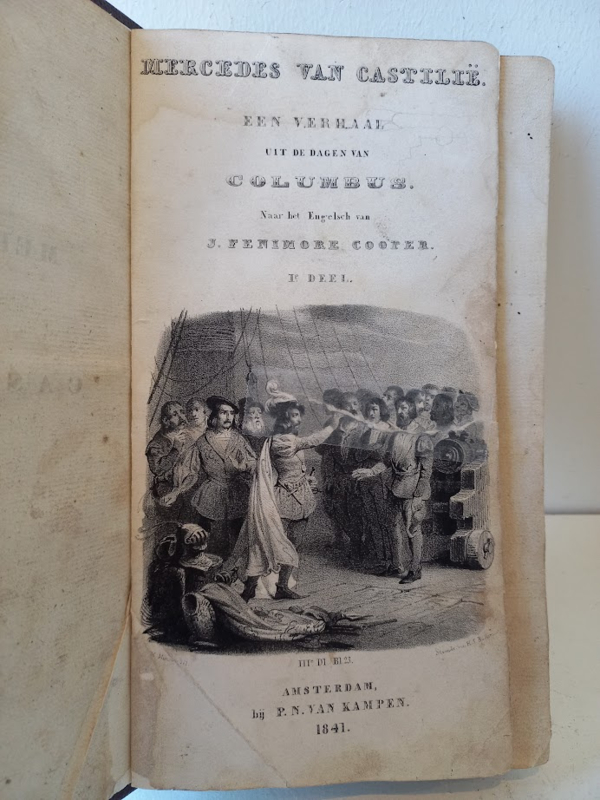 MERCEDES VAN CASTILIË.
EEN VERHAAL
UIT DE DAGEN VAN
COLUMBUS.
Naar het Engelsch van
J. FENIMORE COOPER.
Iᵉ DEEL.
AMSTERDAM,
bij P. N. VAN KAMPEN.
1841.